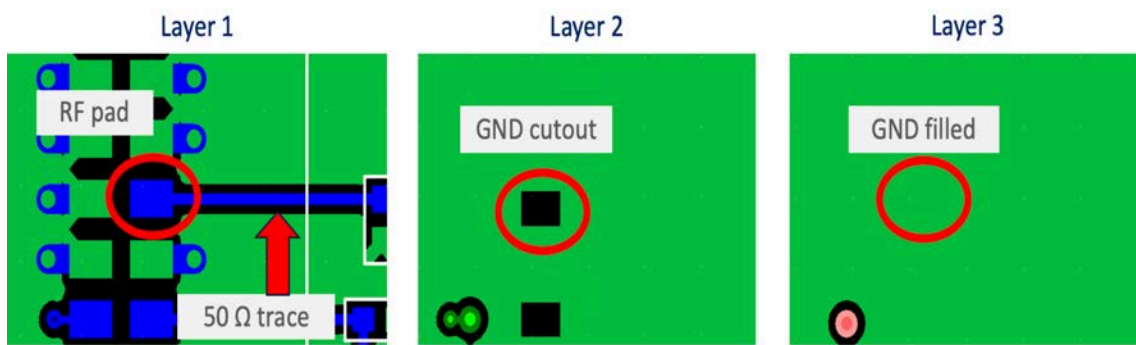 Layer 1
Layer 2
Layer 3
RF pad
GND cutout
GND filled
50 Ω trace